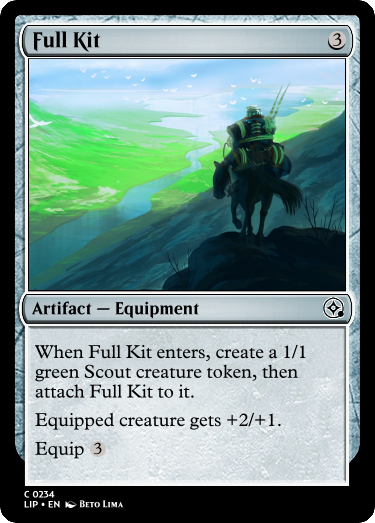 Full Kit 3
Artifact — Equipment
When Full Kit enters, create a 1/1
green Scout creature token, then
attach Full Kit to it.
Equipped creature gets +2/+1.
Equip 3
C 0234
LIP • EN Beto Lima